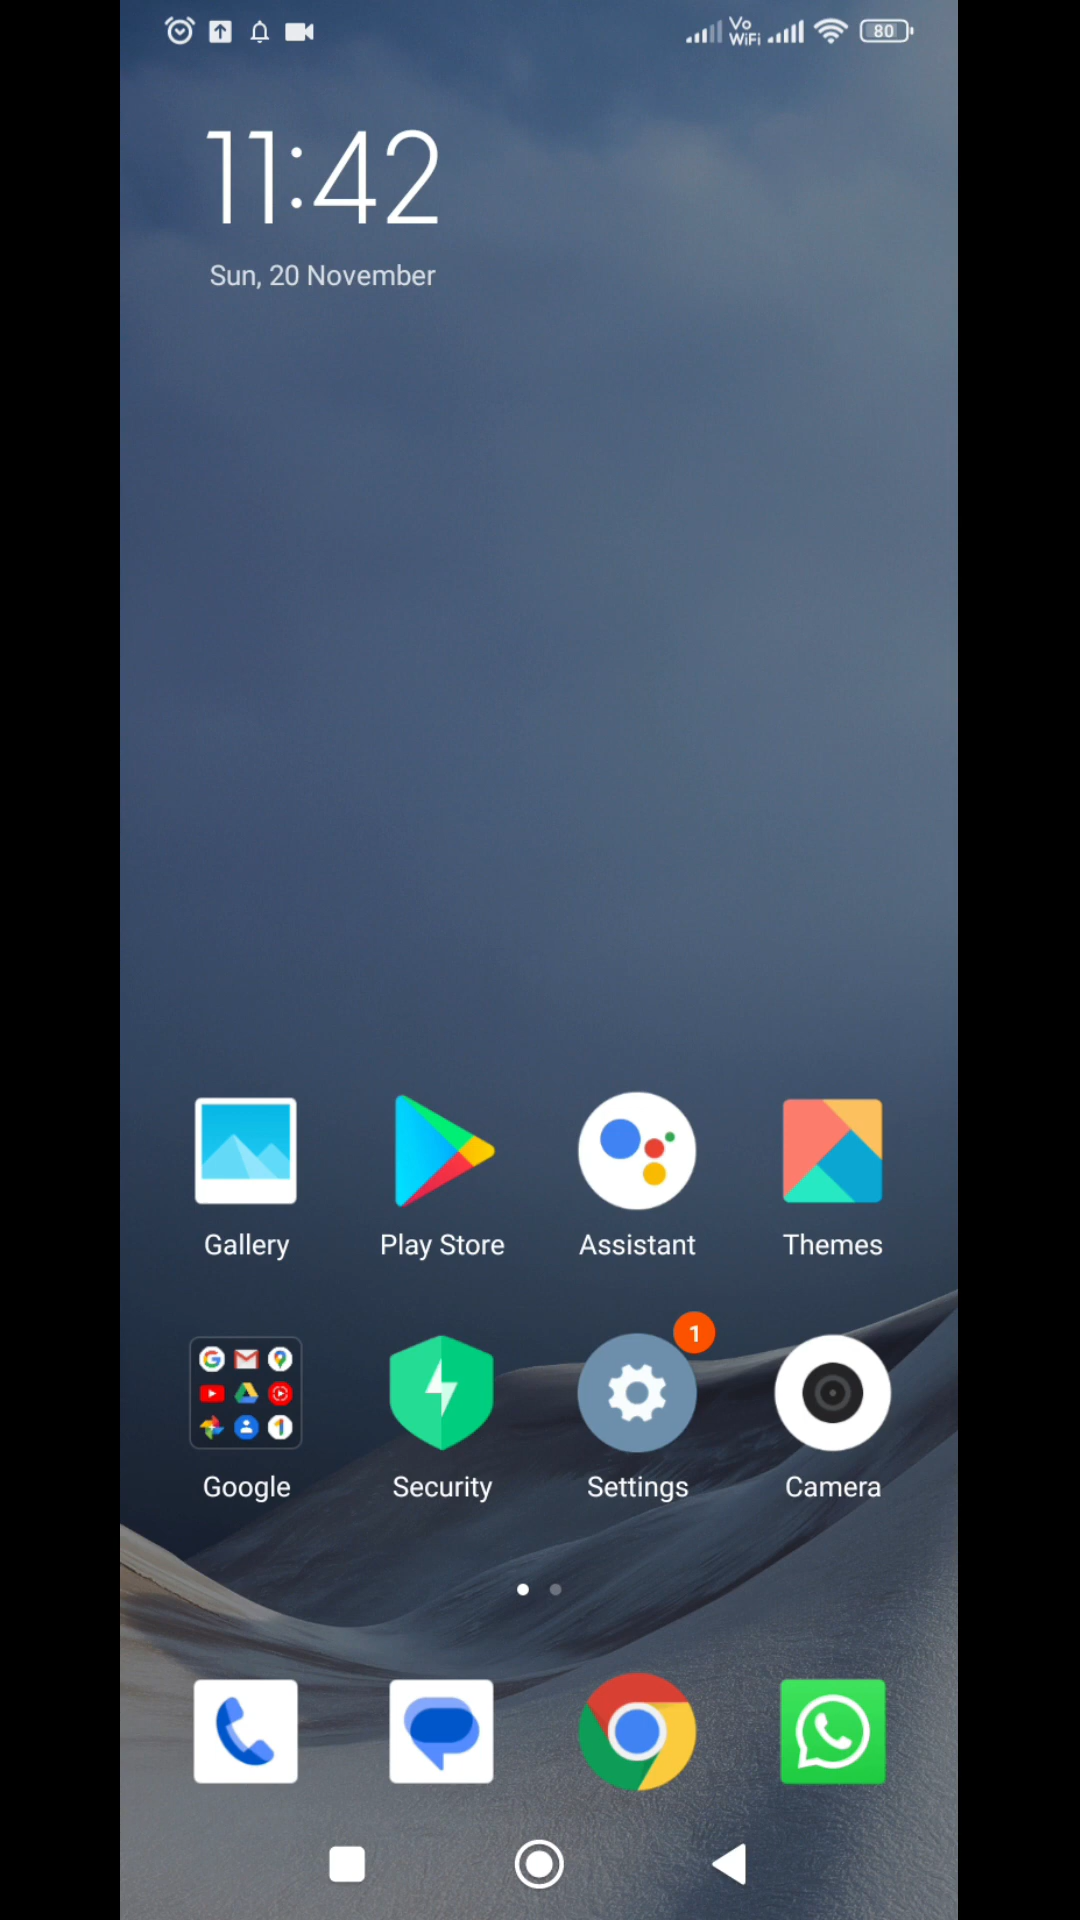 Vo
WiFi
80
11:42
Sun, 20 November
Gallery
Play Store
Assistant
Themes
1
Google
Security
Settings
Camera